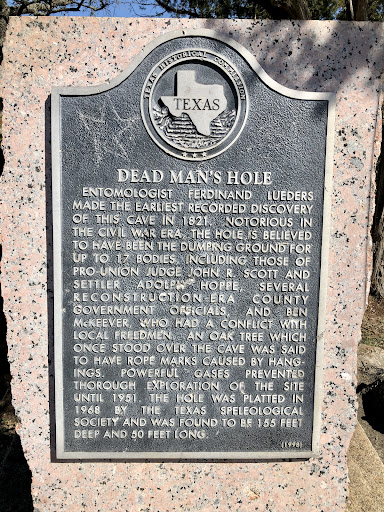 TEXAS HISTORICAL COMMISSION
TEXAS
DEAD MAN'S HOLE
ENTOMOLOGIST FERDINAND LUEDERS
MADE THE EARLIEST RECORDED DISCOVERY
OF THIS CAVE IN 1821. NOTORIOUS IN
THE CIVIL WAR ERA, THE HOLE IS BELIEVED
TO HAVE BEEN THE DUMPING GROUND FOR
UP TO 17 BODIES, INCLUDING THOSE OF
PRO-UNION JUDGE JOHN R. SCOTT AND
SETTLER ADOLPH HOPPE, SEVERAL
RECONSTRUCTION-ERA COUNTY
GOVERNMENT OFFICIALS, AND BEN
McKEEVER, WHO HAD A CONFLICT WITH
LOCAL FREEDMEN. AN OAK TREE WHICH
ONCE STOOD OVER THE CAVE WAS SAID
TO HAVE ROPE MARKS CAUSED BY HANG-
INGS. POWERFUL GASES PREVENTED
THOROUGH EXPLORATION OF THE SITE
UNTIL 1951. THE HOLE WAS PLATTED IN
1968 BY THE TEXAS SPELEOLOGICAL
SOCIETY AND WAS FOUND TO BE 155 FEET
DEEP AND 50 FEET LONG.
(1998)